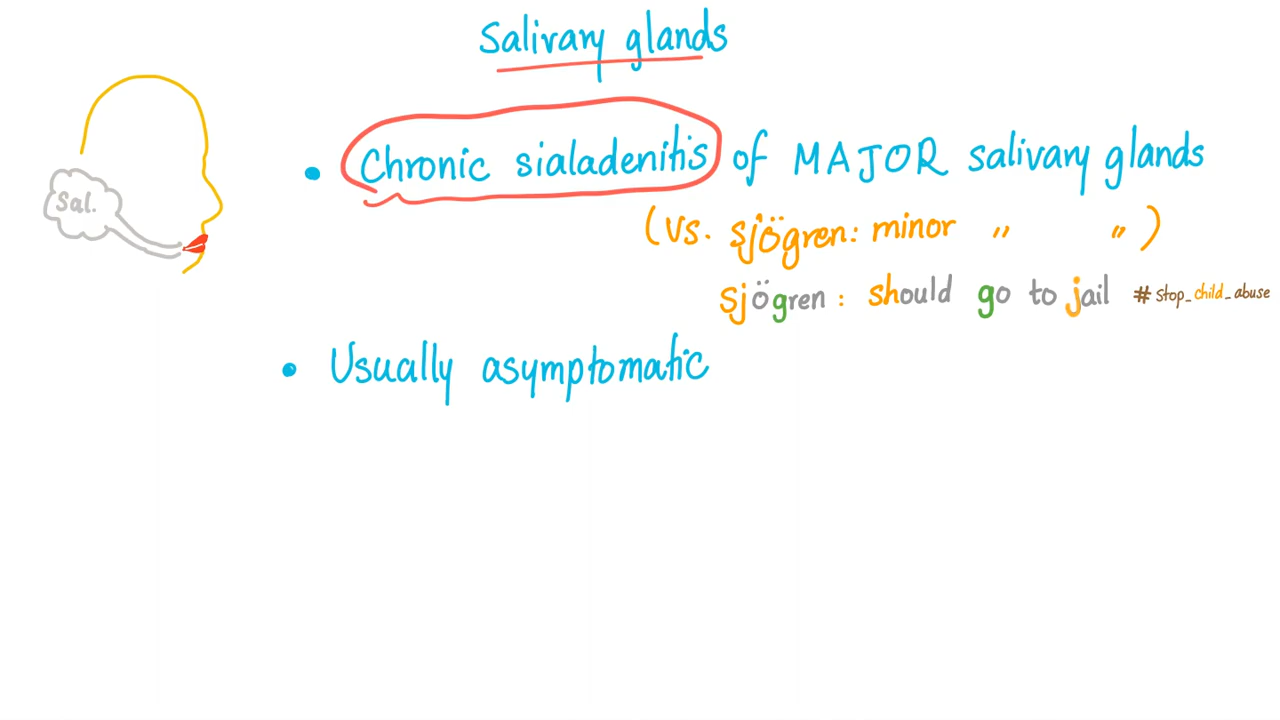 Salivary glands
• Chronic sialadenitis of MAJOR salivary glands
Sal.
(vs. sjögren: minor " ")
sjögren : should go to jail #stop_child_abuse
• Usually asymptomatic